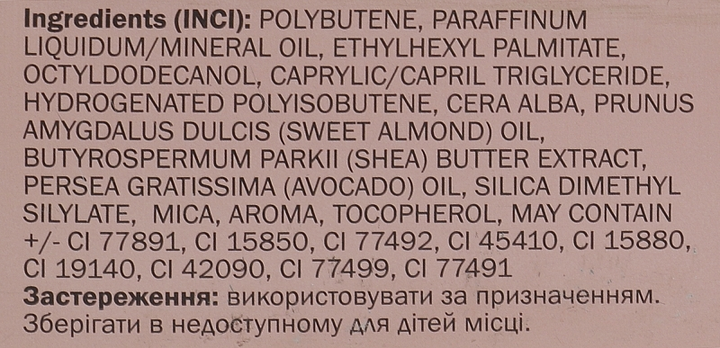 Ingredients (INCI): POLYBUTENE, PARAFFINUM
LIQUIDUM/MINERAL OIL, ETHYLHEXYL PALMITATE,
OCTYLDODECANOL, CAPRYLIC/CAPRIL TRIGLYCERIDE,
HYDROGENATED POLYISOBUTENE, CERA ALBA, PRUNUS
AMYGDALUS DULCIS (SWEET ALMOND) OIL,
BUTYROSPERMUM PARKII (SHEA) BUTTER EXTRACT,
PERSEA GRATISSIMA (AVOCADO) OIL, SILICA DIMETHYL
SILYLATE, MICA, AROMA, TOCOPHEROL, MAY CONTAIN
+/- CI 77891, CI 15850, CI 77492, CI 45410, CI 15880,
CI 19140, CI 42090, CI 77499, CI 77491
Застереження: використовувати за призначенням.
Зберігати в недоступному для дітей місці.